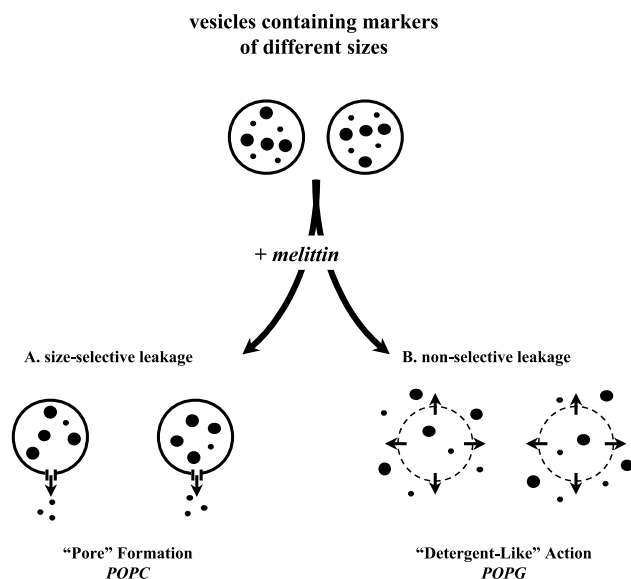 vesicles containing markers
of different sizes
+ melittin
A. size-selective leakage
B. non-selective leakage
“Pore” Formation
POPC
“Detergent-Like” Action
POPG